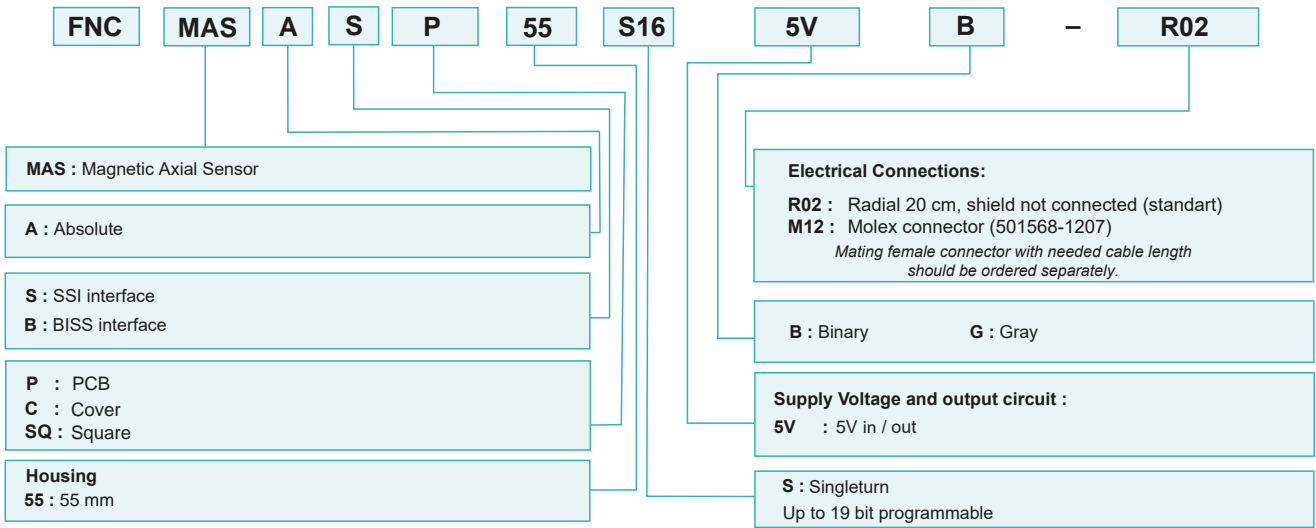 FNC MAS A S P 55 S16 5V B – R02
MAS : Magnetic Axial Sensor
A : Absolute
S : SSI interface
B : BISS interface
P : PCB
C : Cover
SQ : Square
Housing
55 : 55 mm
Electrical Connections:
R02 : Radial 20 cm, shield not connected (standart)
M12 : Molex connector (501568-1207)
Mating female connector with needed cable length
should be ordered separately.
B : Binary G : Gray
Supply Voltage and output circuit :
5V : 5V in / out
S : Singleturn
Up to 19 bit programmable